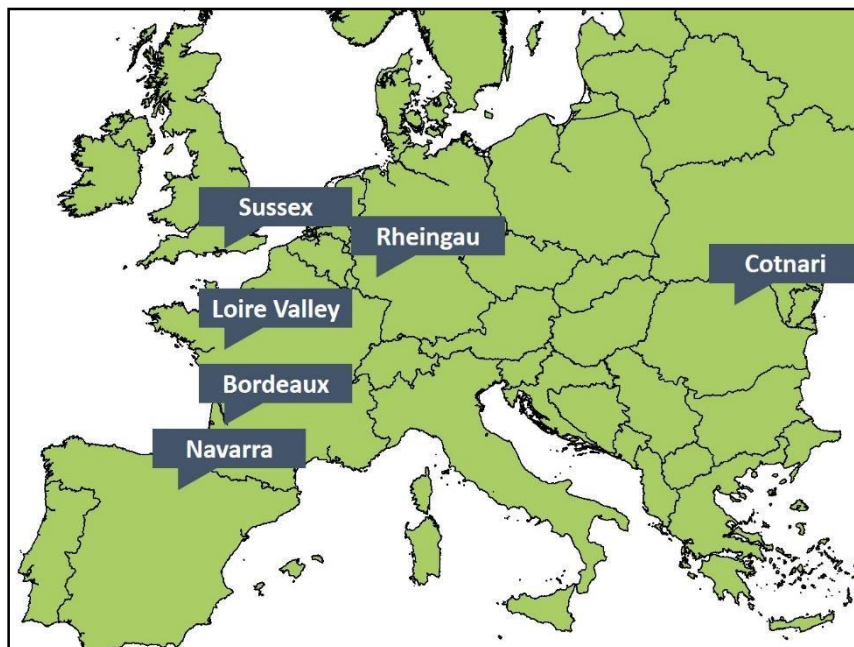 Sussex
Rheingau
Cotnari
Loire Valley
Bordeaux
Navarra